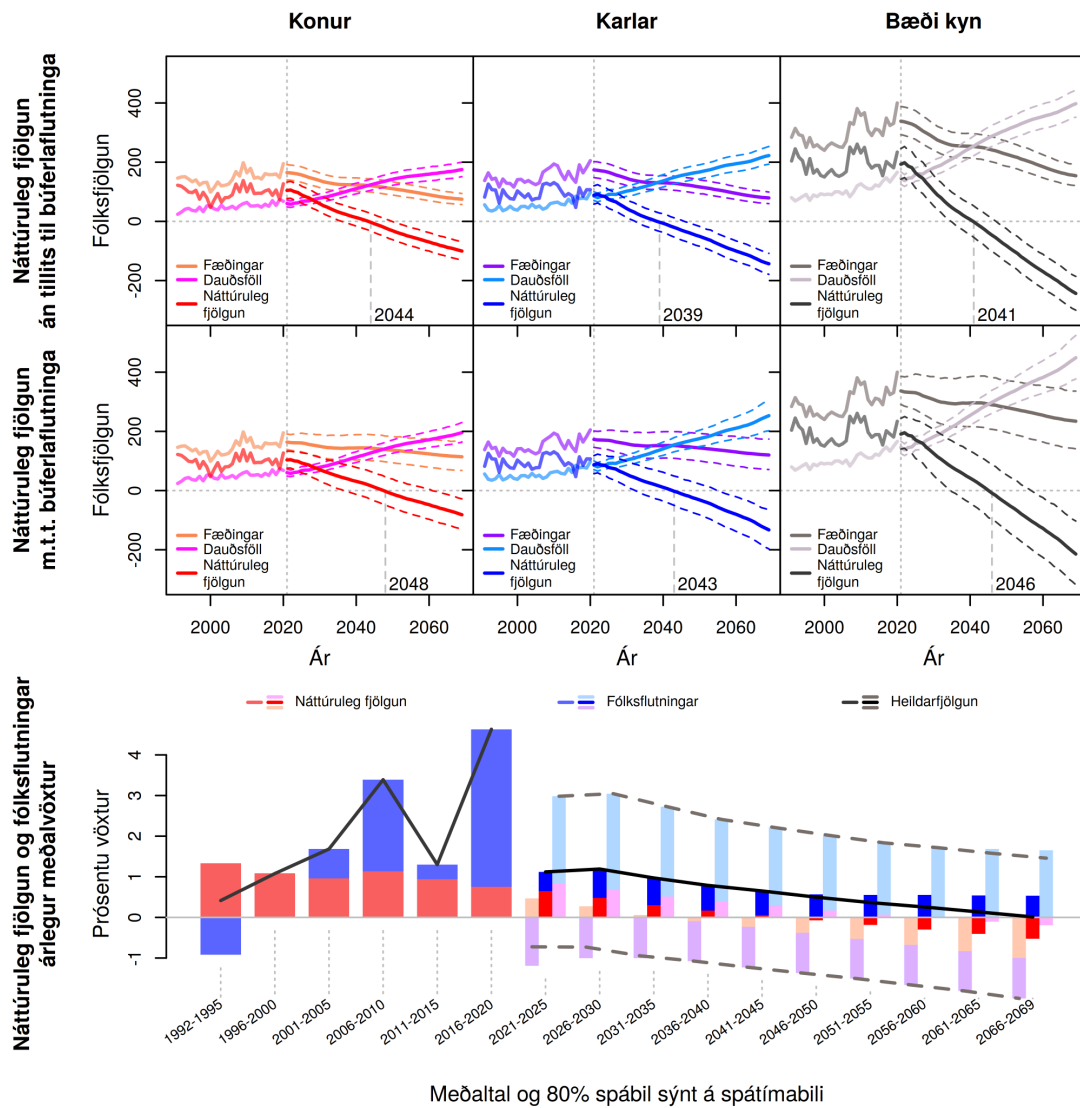 Konur
Karlar
Bæði kyn
Náttúruleg fjölgun
án tillits til búferlaflutninga
Fólksfjölgun
400
200
0
-200
Fæðingar
Dauðsföll
Náttúruleg
fjölgun
2044
Fæðingar
Dauðsföll
Náttúruleg
fjölgun
2039
Fæðingar
Dauðsföll
Náttúruleg
fjölgun
2041
Náttúruleg fjölgun
m.t.t. búferlaflutninga
Fólksfjölgun
400
200
0
-200
Fæðingar
Dauðsföll
Náttúruleg
fjölgun
2048
Fæðingar
Dauðsföll
Náttúruleg
fjölgun
2043
Fæðingar
Dauðsföll
Náttúruleg
fjölgun
2046
2000 2020 2040 2060
2000 2020 2040 2060
2000 2020 2040 2060
Ár
Ár
Ár
Náttúruleg fjölgun og fólksflutningar
árlegur meðalvöxtur
Náttúruleg fjölgun
Fólksflutningar
Heildarfjölgun
Prósentu vöxtur
4
3
2
1
0
-1
1992-1995
1996-2000
2001-2005
2006-2010
2011-2015
2016-2020
2021-2025
2026-2030
2031-2035
2036-2040
2041-2045
2046-2050
2051-2055
2056-2060
2061-2065
2066-2069
Meðaltal og 80% spábil sýnt á spátímabili